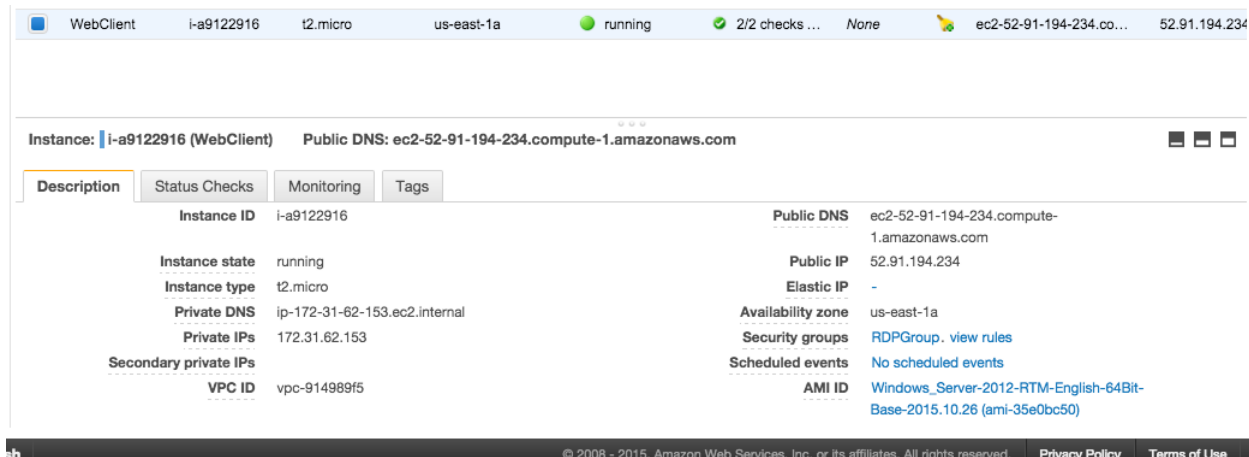 WebClient i-a9122916 t2.micro us-east-1a running 2/2 checks ... None ec2-52-91-194-234.co... 52.91.194.234
Instance: i-a9122916 (WebClient) Public DNS: ec2-52-91-194-234.compute-1.amazonaws.com
Description Status Checks Monitoring Tags
Instance ID i-a9122916 Public DNS ec2-52-91-194-234.compute-
1.amazonaws.com
Instance state running Public IP 52.91.194.234
Instance type t2.micro Elastic IP -
Private DNS ip-172-31-62-153.ec2.internal Availability zone us-east-1a
Private IPs 172.31.62.153 Security groups RDPGroup. view rules
Secondary private IPs Scheduled events No scheduled events
VPC ID vpc-914989f5 AMI ID Windows_Server-2012-RTM-English-64Bit-
Base-2015.10.26 (ami-35e0bc50)
sh © 2008 - 2015, Amazon Web Services, Inc. or its affiliates. All rights reserved. Privacy Policy Terms of Use